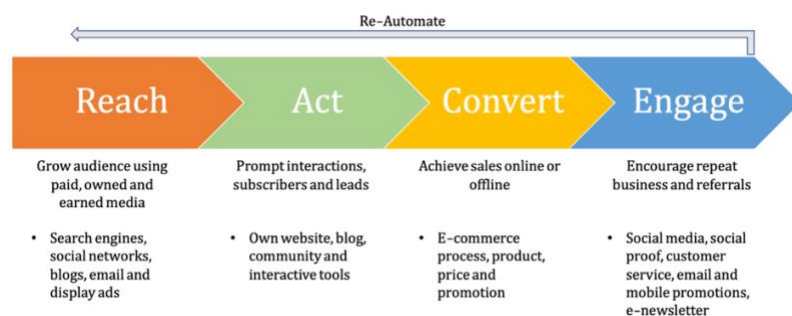 Re-Automate
Reach
Act
Convert
Engage
Grow audience using
paid, owned and
earned media
Prompt interactions,
subscribers and leads
Achieve sales online or
offline
Encourage repeat
business and referrals
• Search engines,
social networks,
blogs, email and
display ads
• Own website, blog,
community and
interactive tools
• E-commerce
process, product,
price and
promotion
• Social media, social
proof, customer
service, email and
mobile promotions,
e-newsletter